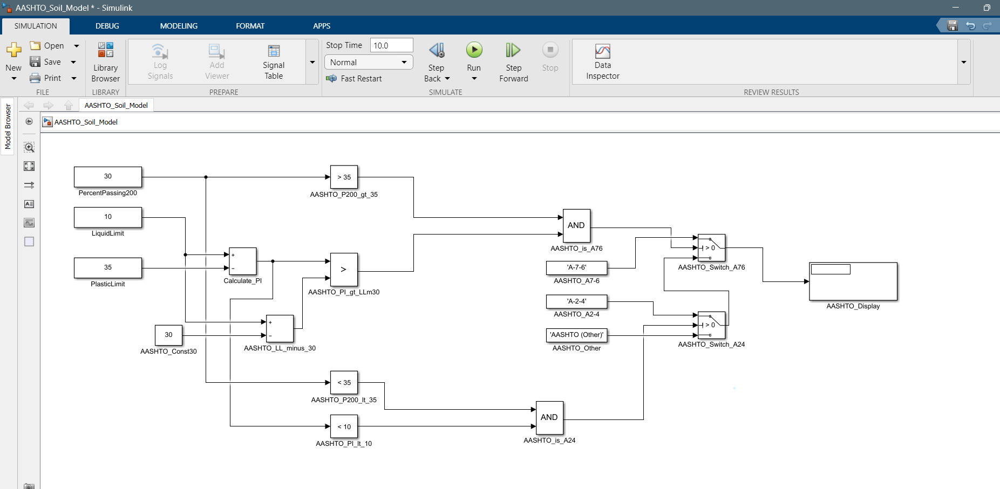 AASHTO_Soil_Model * - Simulink
SIMULATION
DEBUG
MODELING
FORMAT
APPS
New
Open
Save
Print
FILE
Library
Browser
LIBRARY
Log
Signals
Add
Viewer
Signal
Table
PREPARE
Stop Time 10.0
Normal
Fast Restart
Step
Back
Run
Step
Forward
Stop
SIMULATE
Data
Inspector
REVIEW RESULTS
Model Browser
AASHTO_Soil_Model
AASHTO_Soil_Model
30
PercentPassing200
10
LiquidLimit
35
PlasticLimit
30
AASHTO_Const30
+
−
Calculate_PI
+
−
AASHTO_LL_minus_30
> 35
AASHTO_P200_gt_35
>
AASHTO_PI_gt_LLm30
< 35
AASHTO_P200_lt_35
< 10
AASHTO_PI_lt_10
AND
AASHTO_is_A76
'A-7-6'
AASHTO_A7-6
'A-2-4'
AASHTO_A2-4
'AASHTO (Other)'
AASHTO_Other
AND
AASHTO_is_A24
> 0
AASHTO_Switch_A76
> 0
AASHTO_Switch_A24
AASHTO_Display